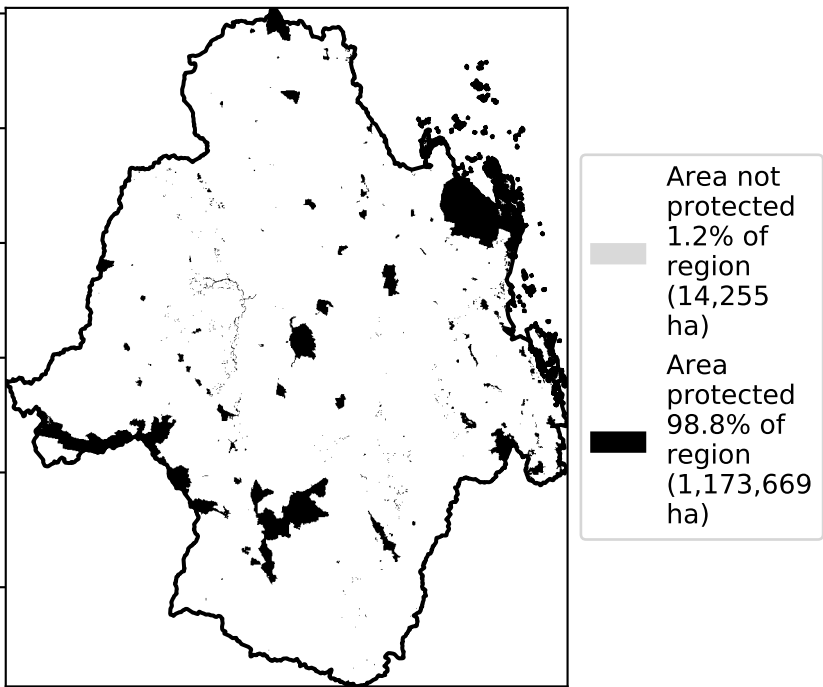 Area not
protected
1.2% of
region
(14,255
ha)
Area
protected
98.8% of
region
(1,173,669
ha)